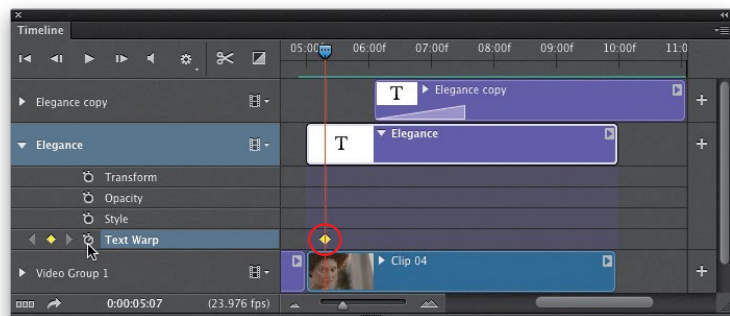 Timeline
05:00f 06:00f 07:00f 08:00f 09:00f 10:00f 11:0
Elegance copy
T Elegance copy
Elegance
T Elegance
Transform
Opacity
Style
Text Warp
Video Group 1
Clip 04
0:00:05:07 (23.976 fps)